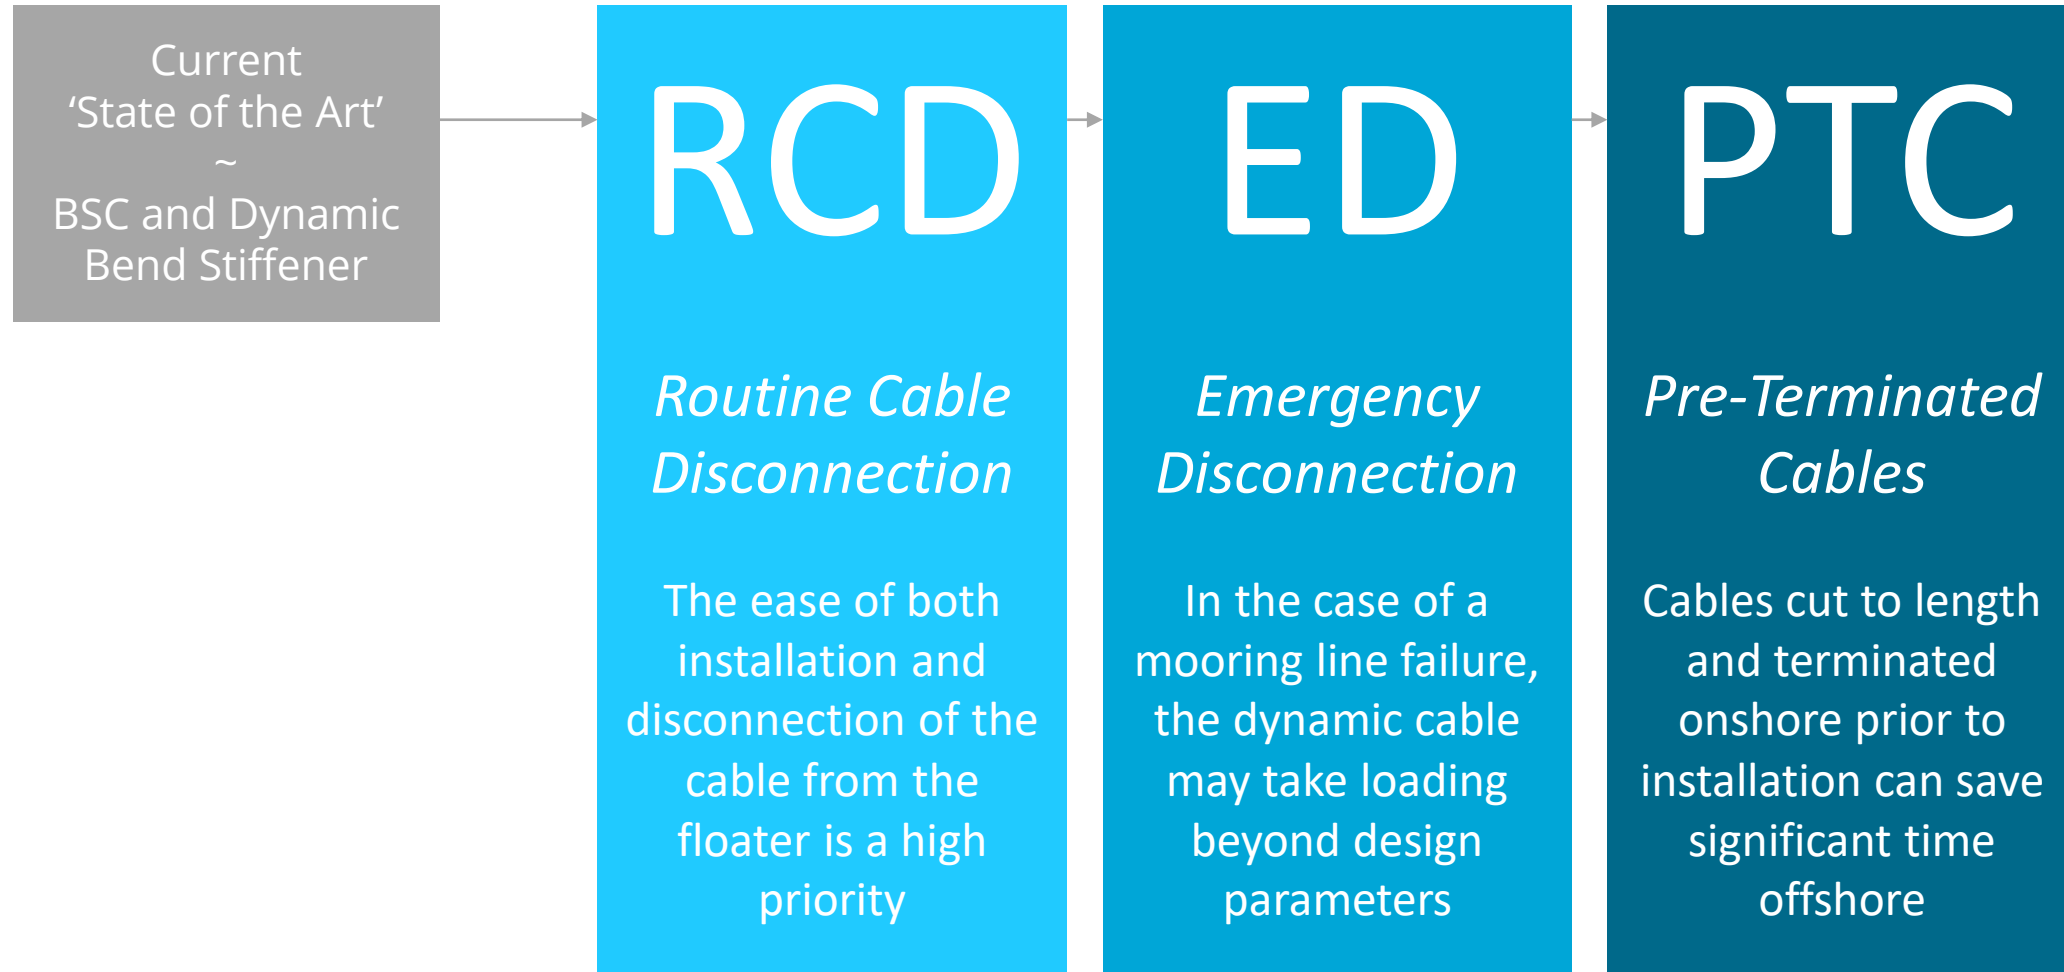 Current
‘State of the Art’
~
BSC and Dynamic
Bend Stiffener
RCD
Routine Cable
Disconnection
The ease of both
installation and
disconnection of the
cable from the
floater is a high
priority
ED
Emergency
Disconnection
In the case of a
mooring line failure,
the dynamic cable
may take loading
beyond design
parameters
PTC
Pre-Terminated
Cables
Cables cut to length
and terminated
onshore prior to
installation can save
significant time
offshore